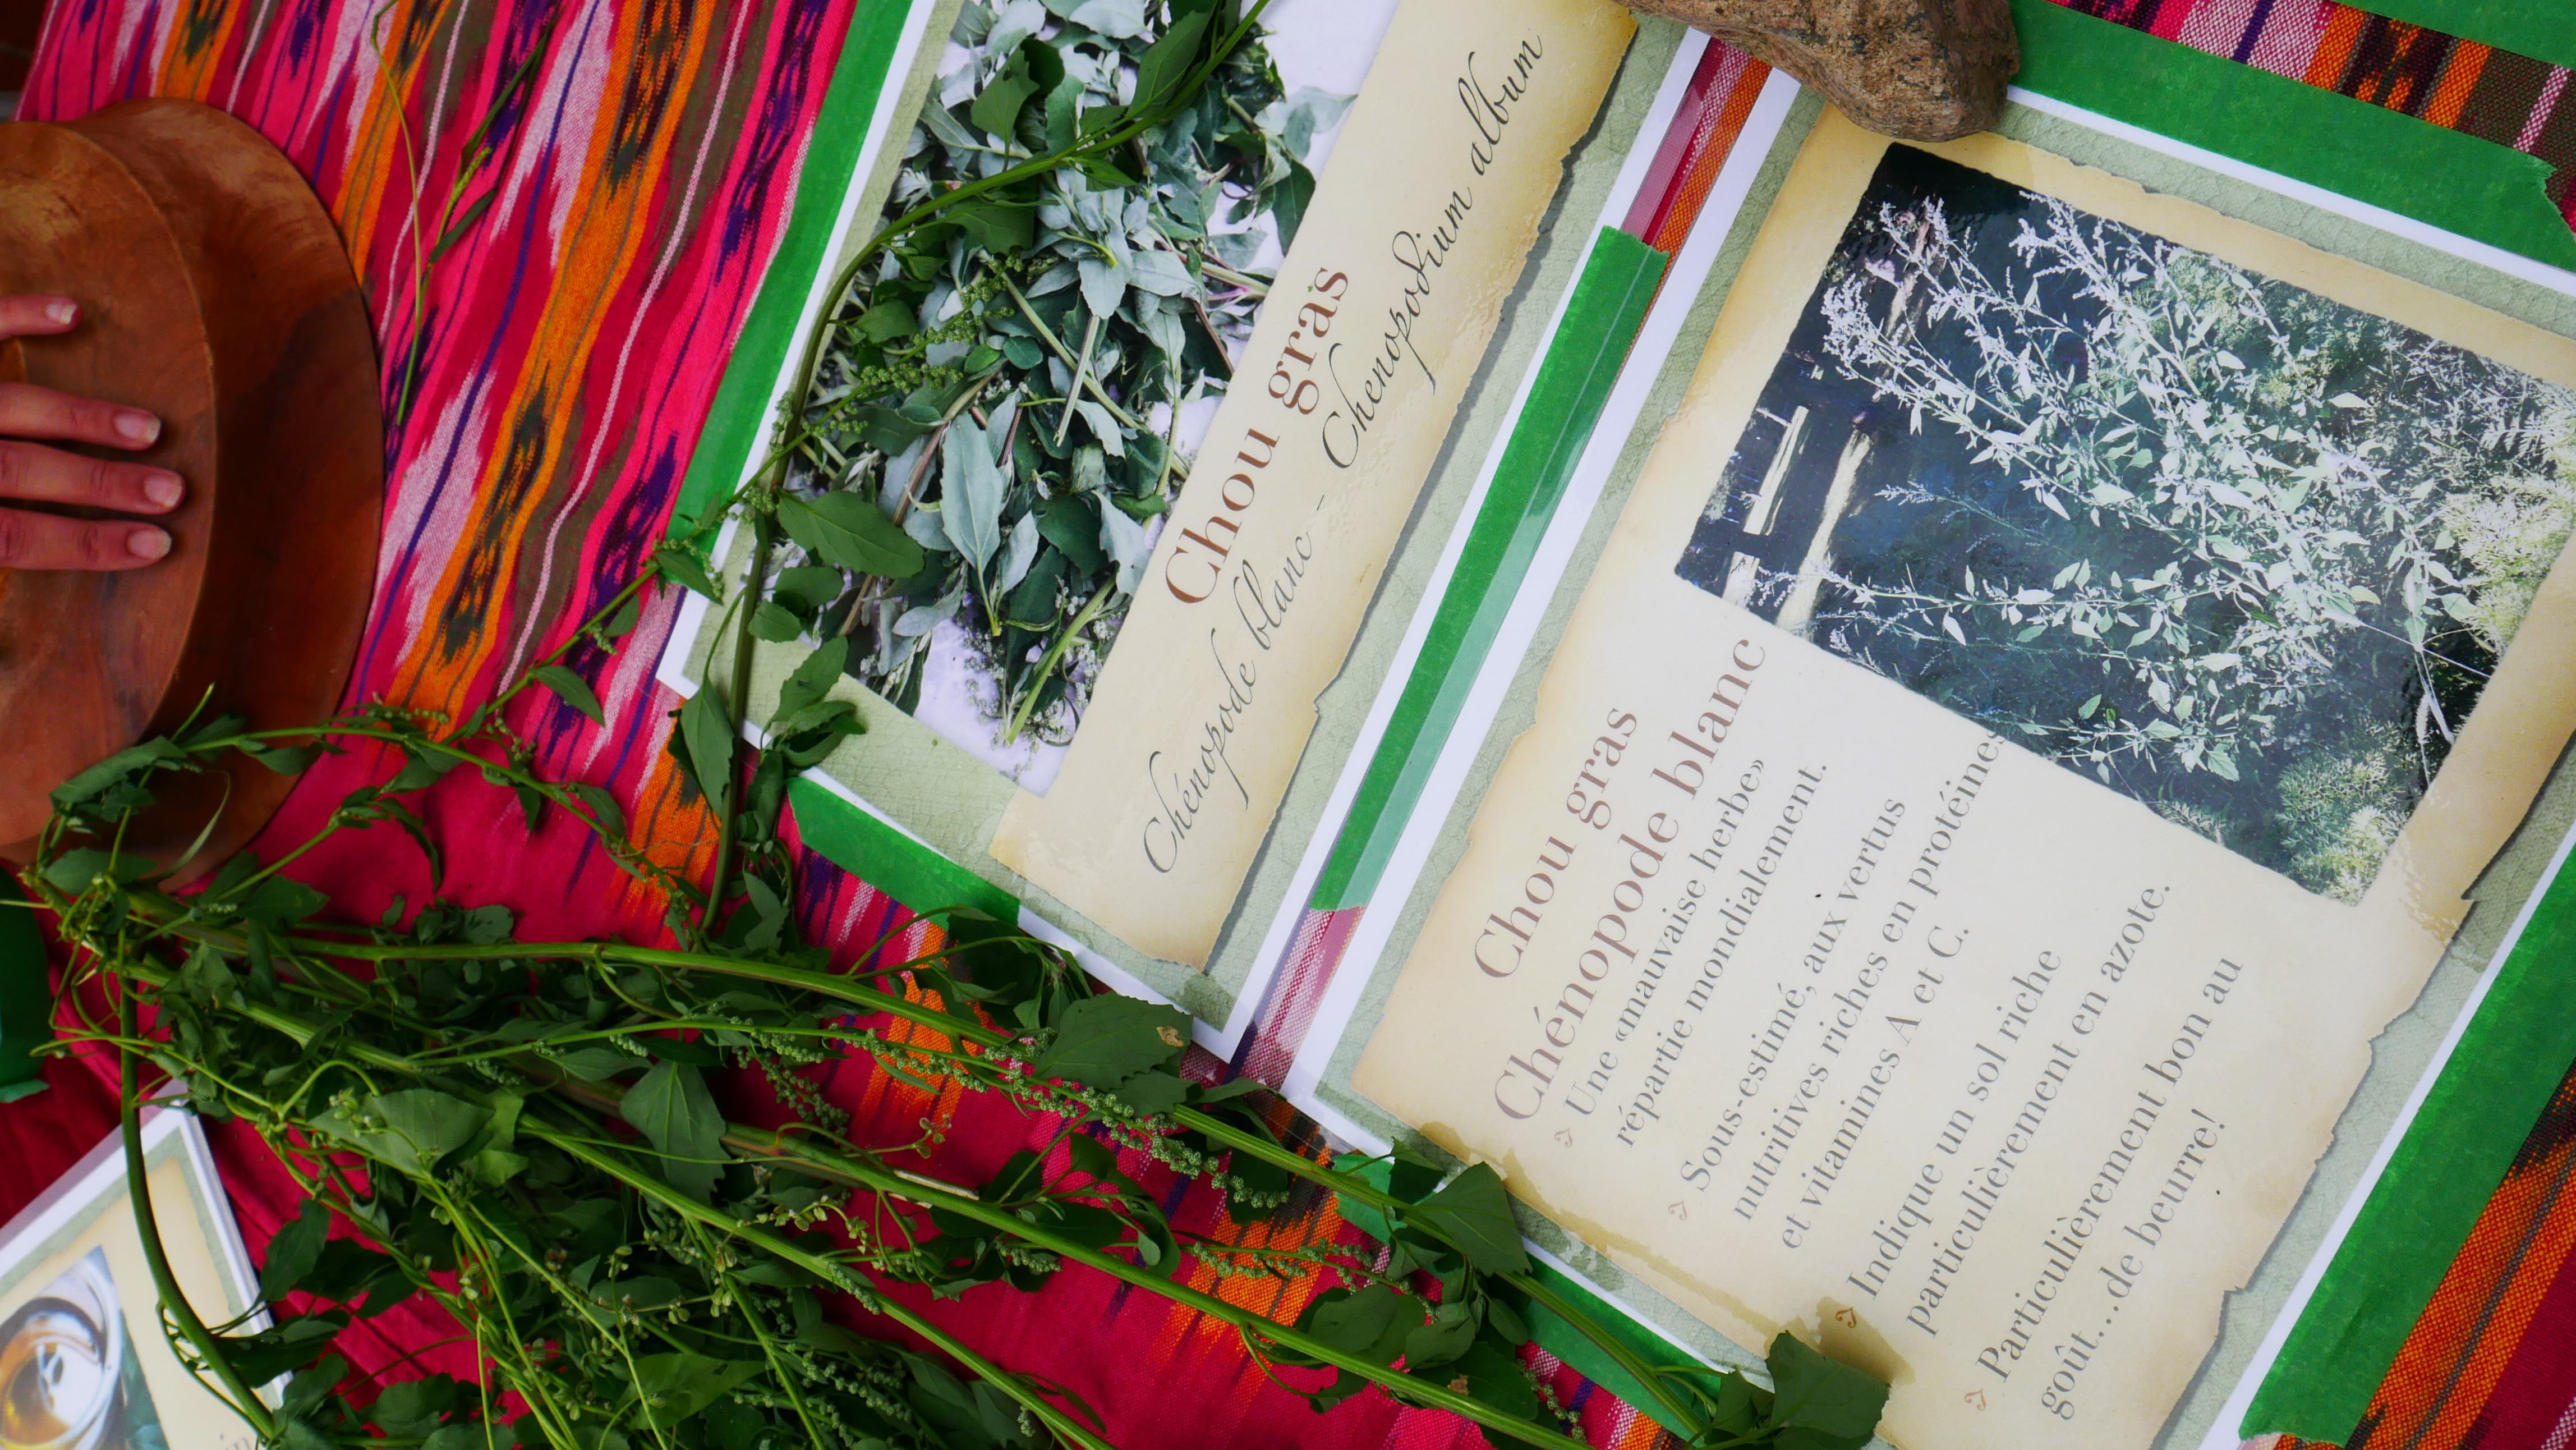 Chou gras
Chénopode blanc - Chenopodium album
Chou gras
Chénopode blanc
Une «mauvaise herbe»
répartie mondialement.
Sous-estimé, aux vertus
nutritives riches en protéines
et vitamines A et C.
Indique un sol riche
particulièrement en azote.
Particulièrement bon au
goût...de beurre!